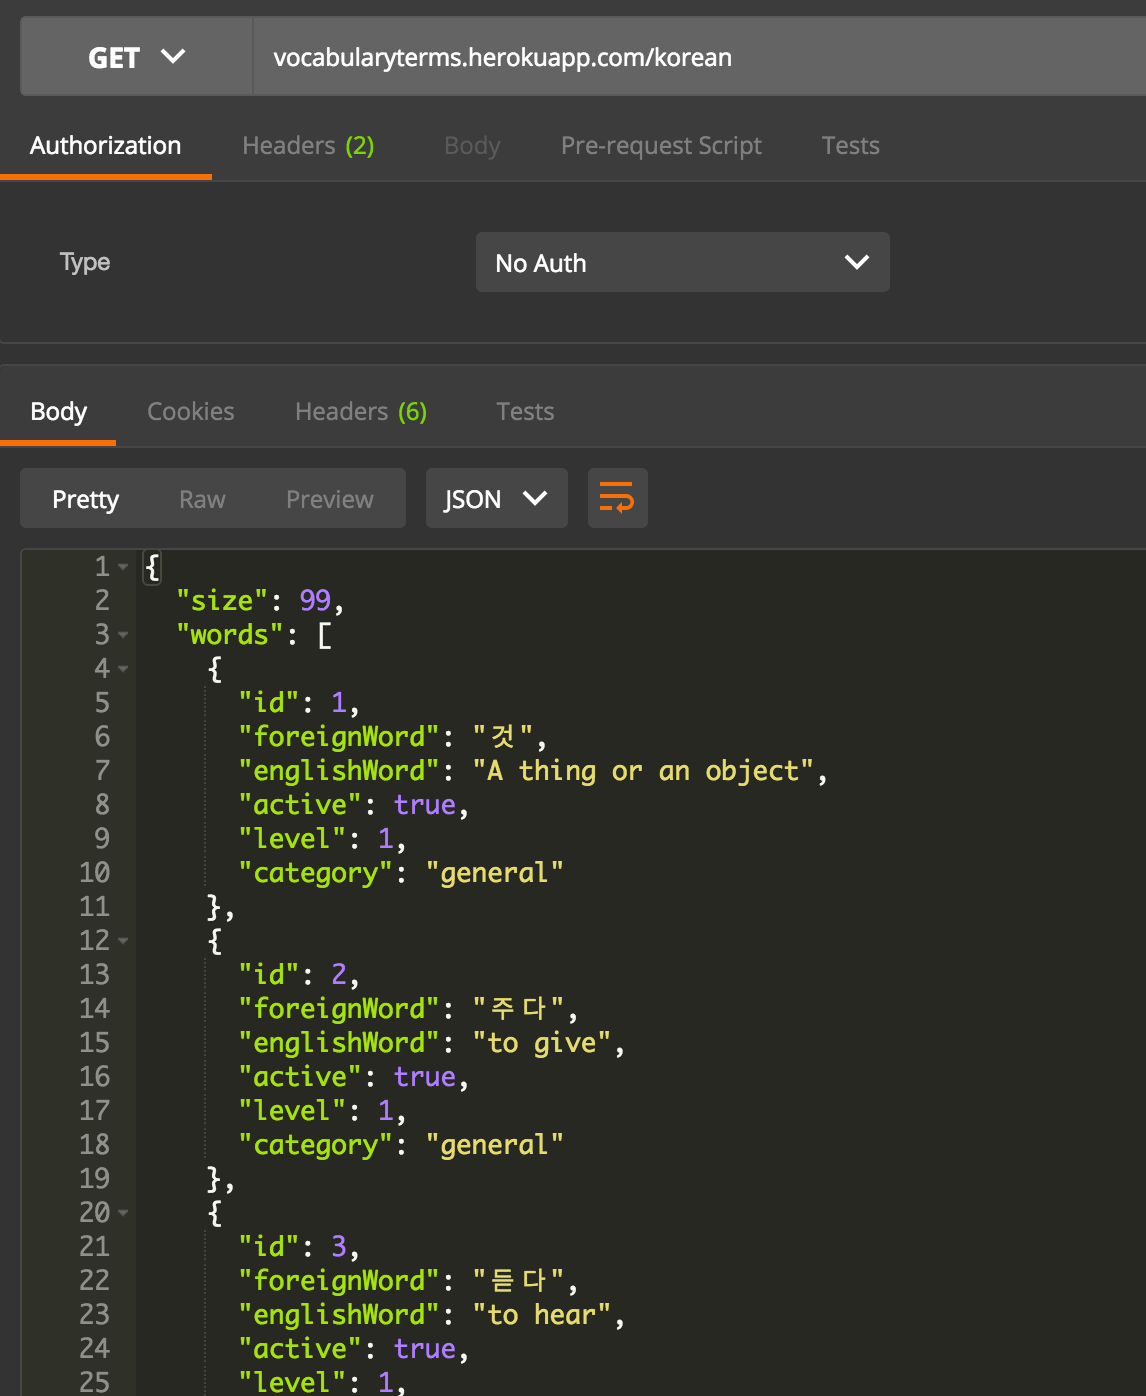 GET vocabularyterms.herokuapp.com/korean
Authorization Headers (2) Body Pre-request Script Tests
Type No Auth
Body Cookies Headers (6) Tests
Pretty Raw Preview JSON
1 {
2 "size": 99,
3 "words": [
4 {
5 "id": 1,
6 "foreignWord": "것",
7 "englishWord": "A thing or an object",
8 "active": true,
9 "level": 1,
10 "category": "general"
11 },
12 {
13 "id": 2,
14 "foreignWord": "주다",
15 "englishWord": "to give",
16 "active": true,
17 "level": 1,
18 "category": "general"
19 },
20 {
21 "id": 3,
22 "foreignWord": "듣다",
23 "englishWord": "to hear",
24 "active": true,
25 "level": 1,